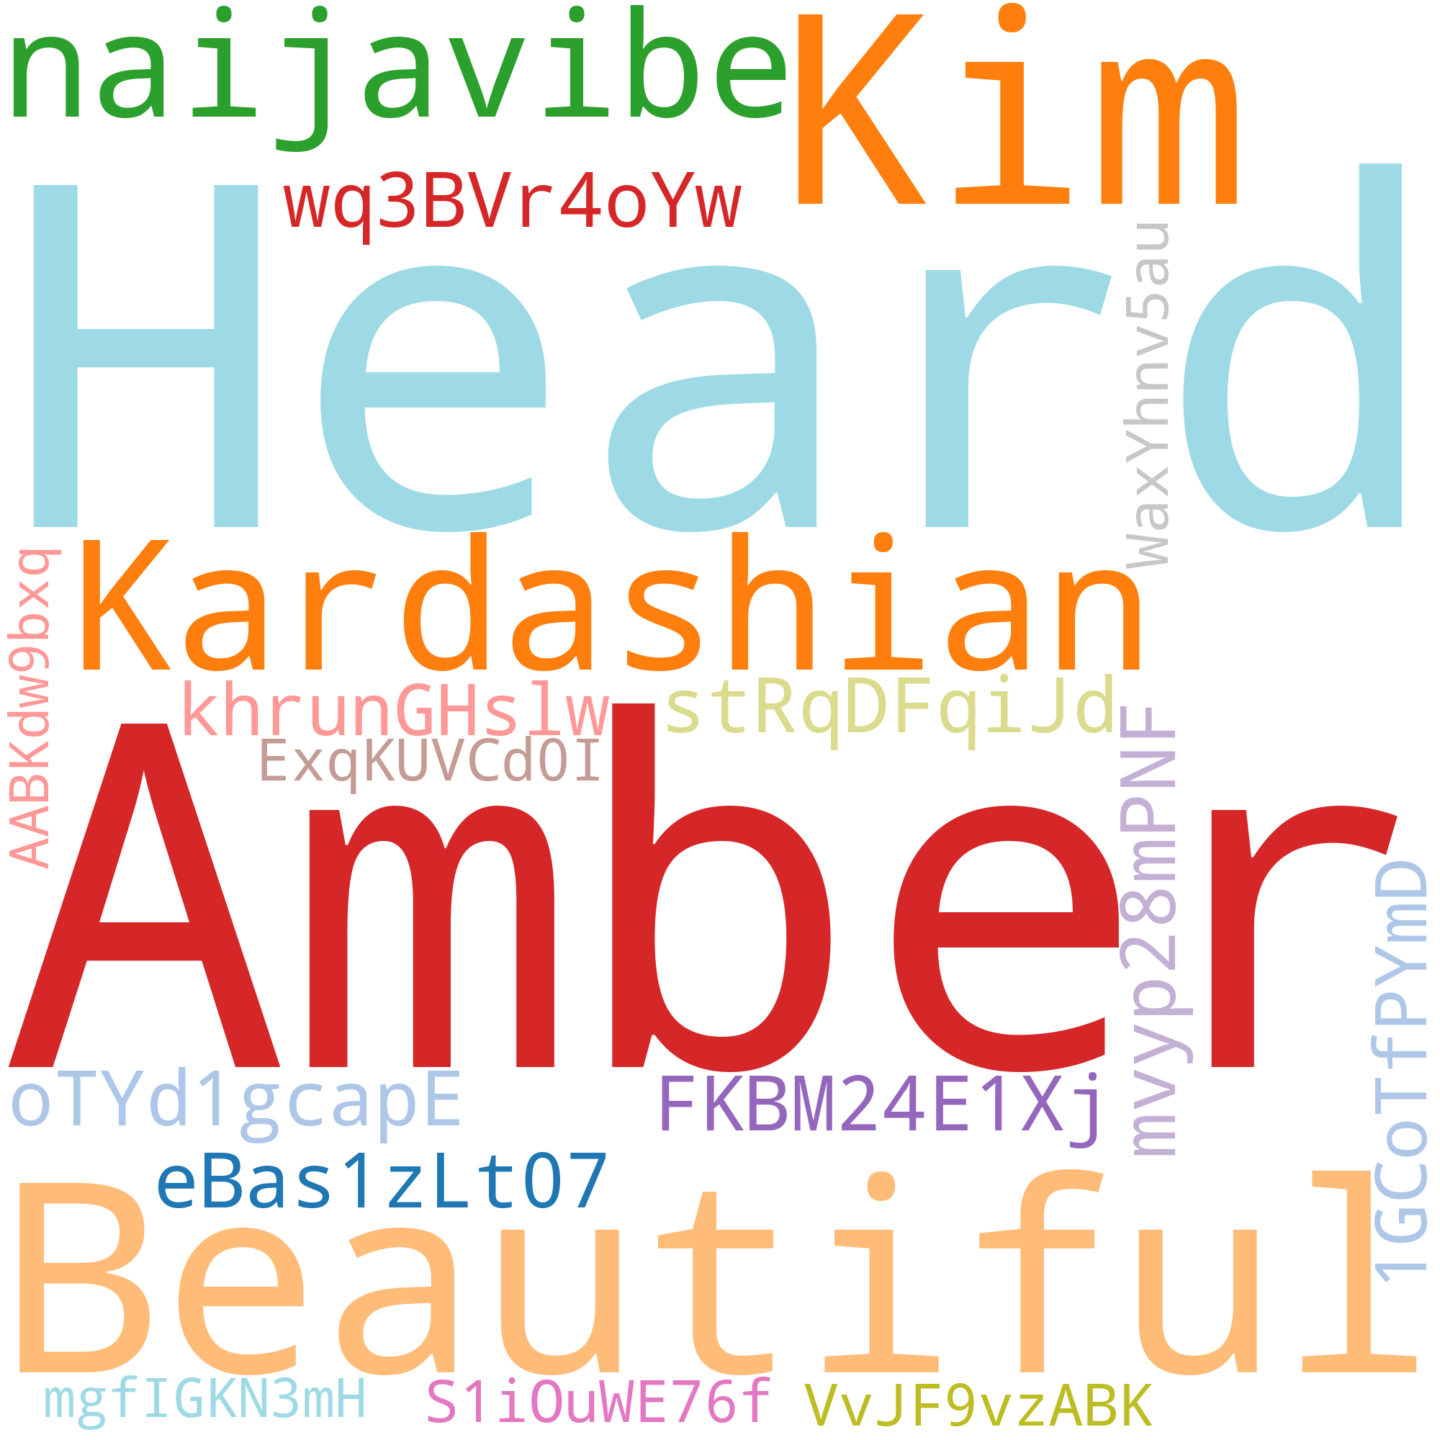 naijavibe
Kim
wq3BVr4oYw
Heard
WaxYhnv5au
Kardashian
AABKdw9bxq
khrunGHslw
stRqDFqiJd
ExqKUVCd0I
Amber
mvyp28mPNF
1GCoTfPYmD
oTYd1gcapE
FKBM24E1Xj
eBas1zLt07
Beautiful
mgfIGKN3mH
S1iOuWE76f
VvJF9vzABK